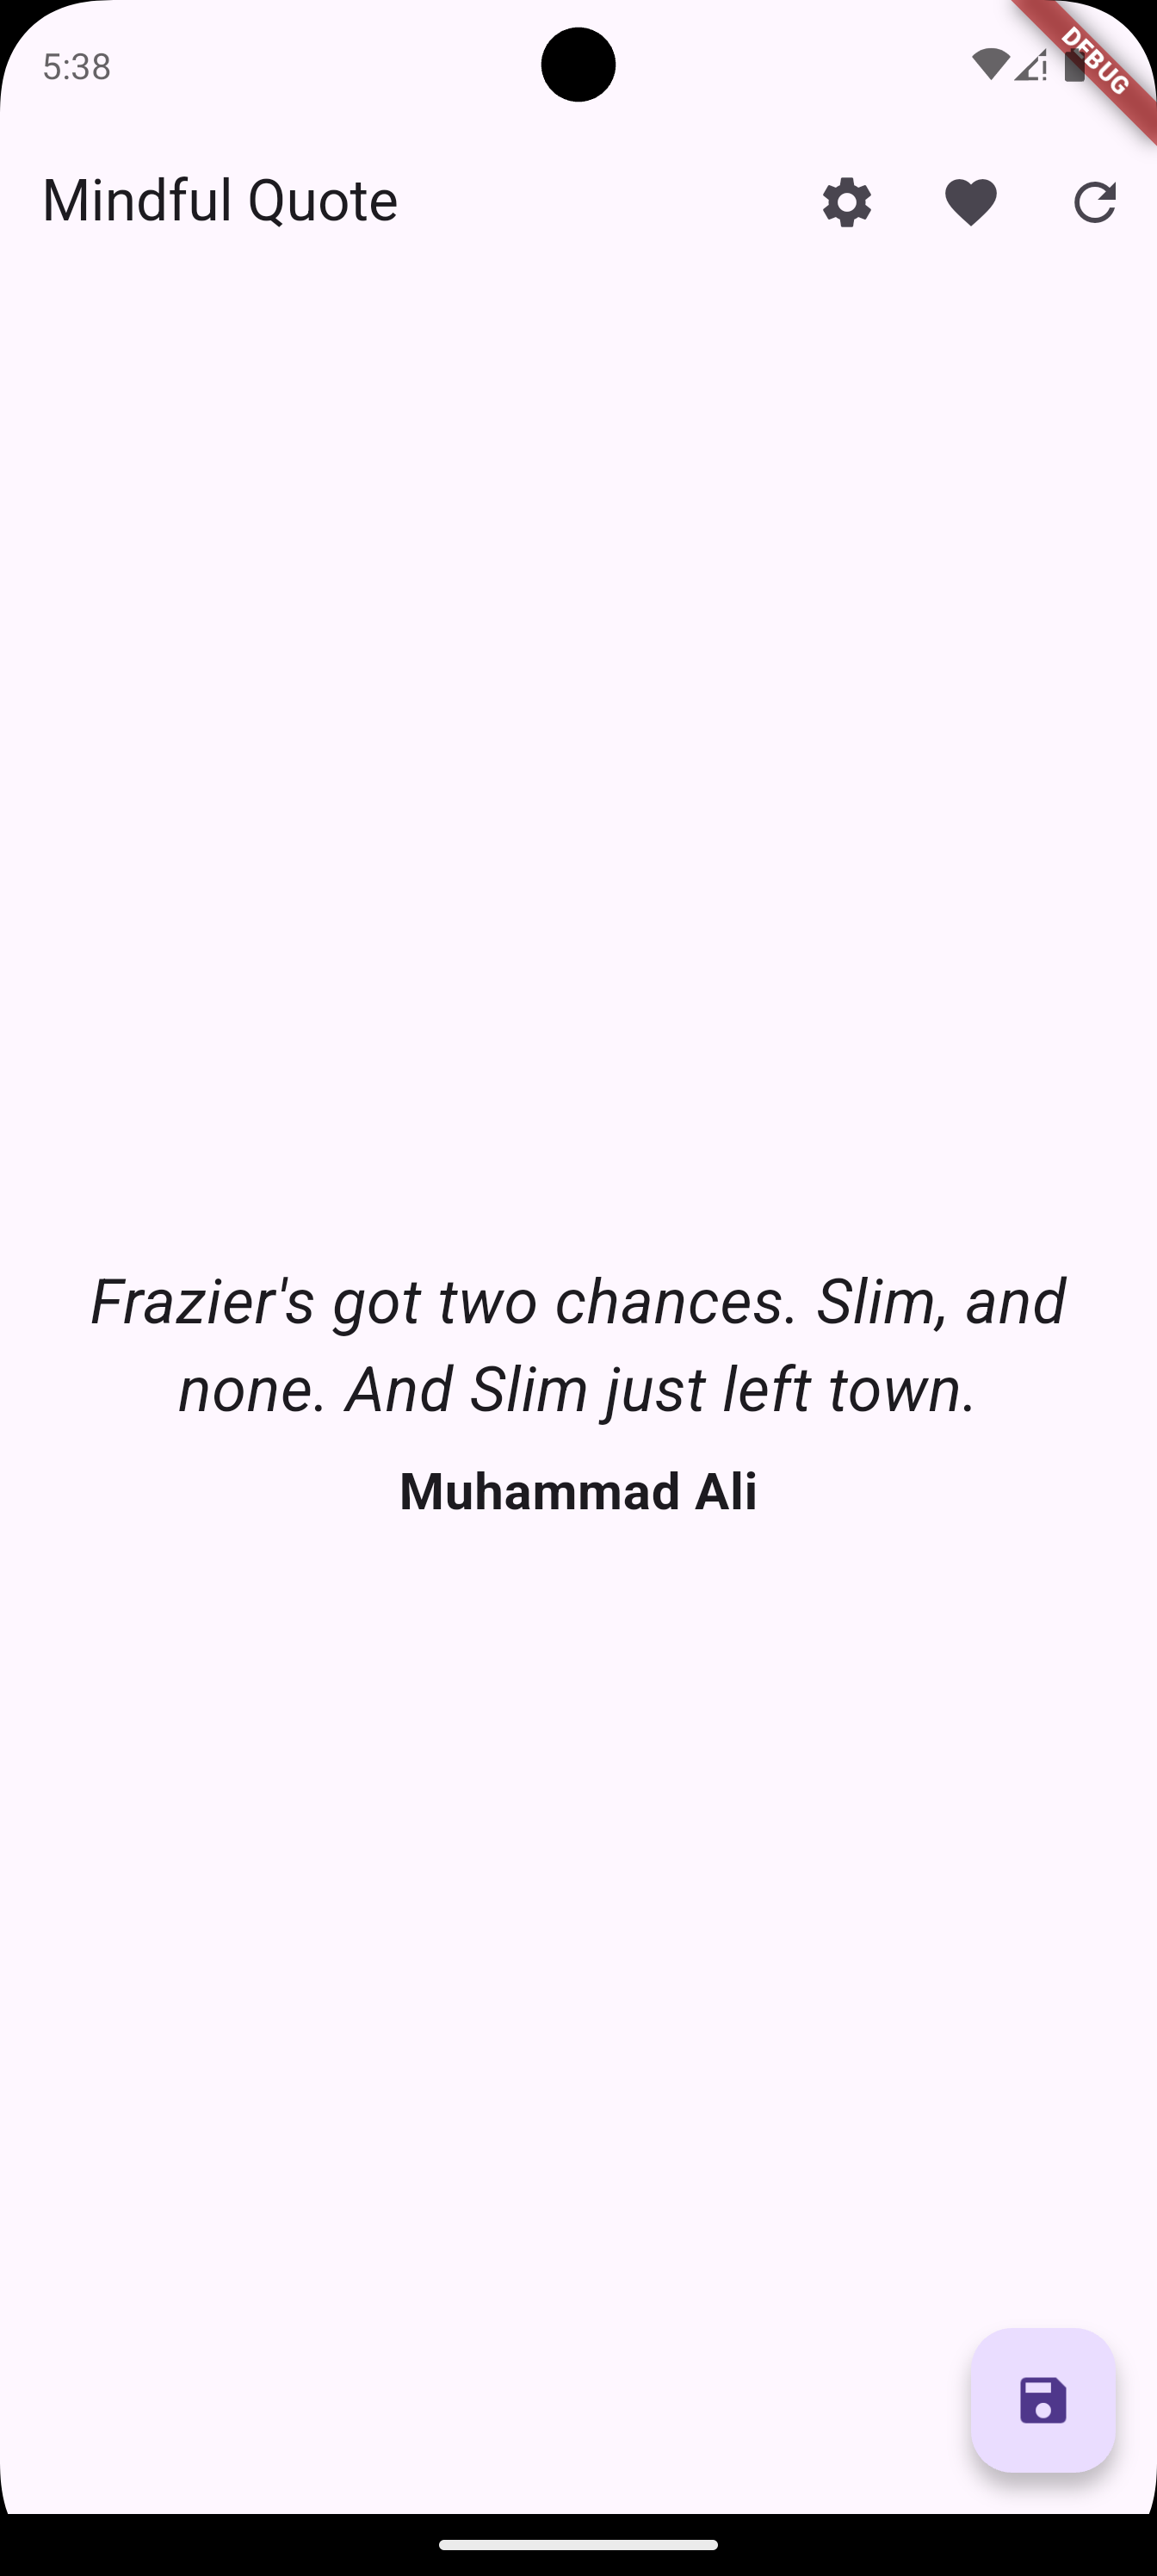 5:38
DEBUG
Mindful Quote
Frazier's got two chances. Slim, and
none. And Slim just left town.
Muhammad Ali